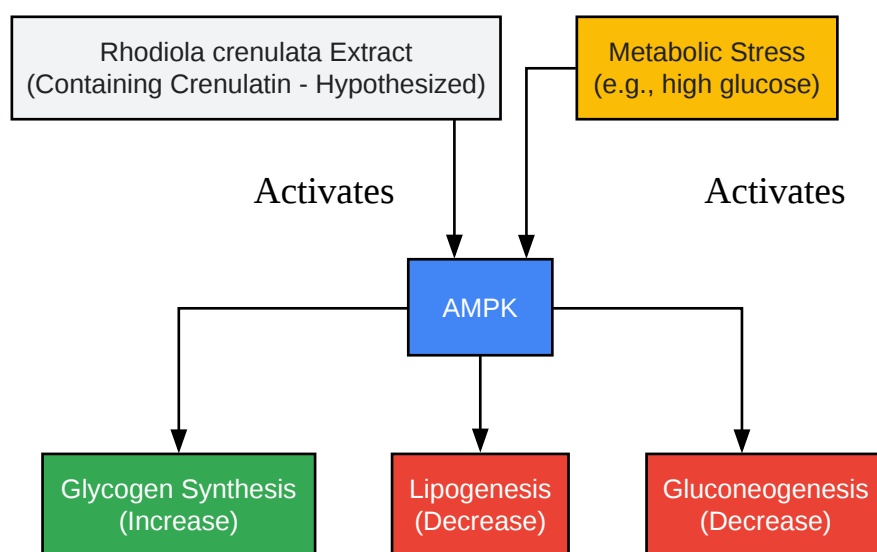 Rhodiola crenulata Extract
(Containing Crenulatin - Hypothesized)
Metabolic Stress
(e.g., high glucose)
Activates
Activates
AMPK
Glycogen Synthesis
(Increase)
Lipogenesis
(Decrease)
Gluconeogenesis
(Decrease)